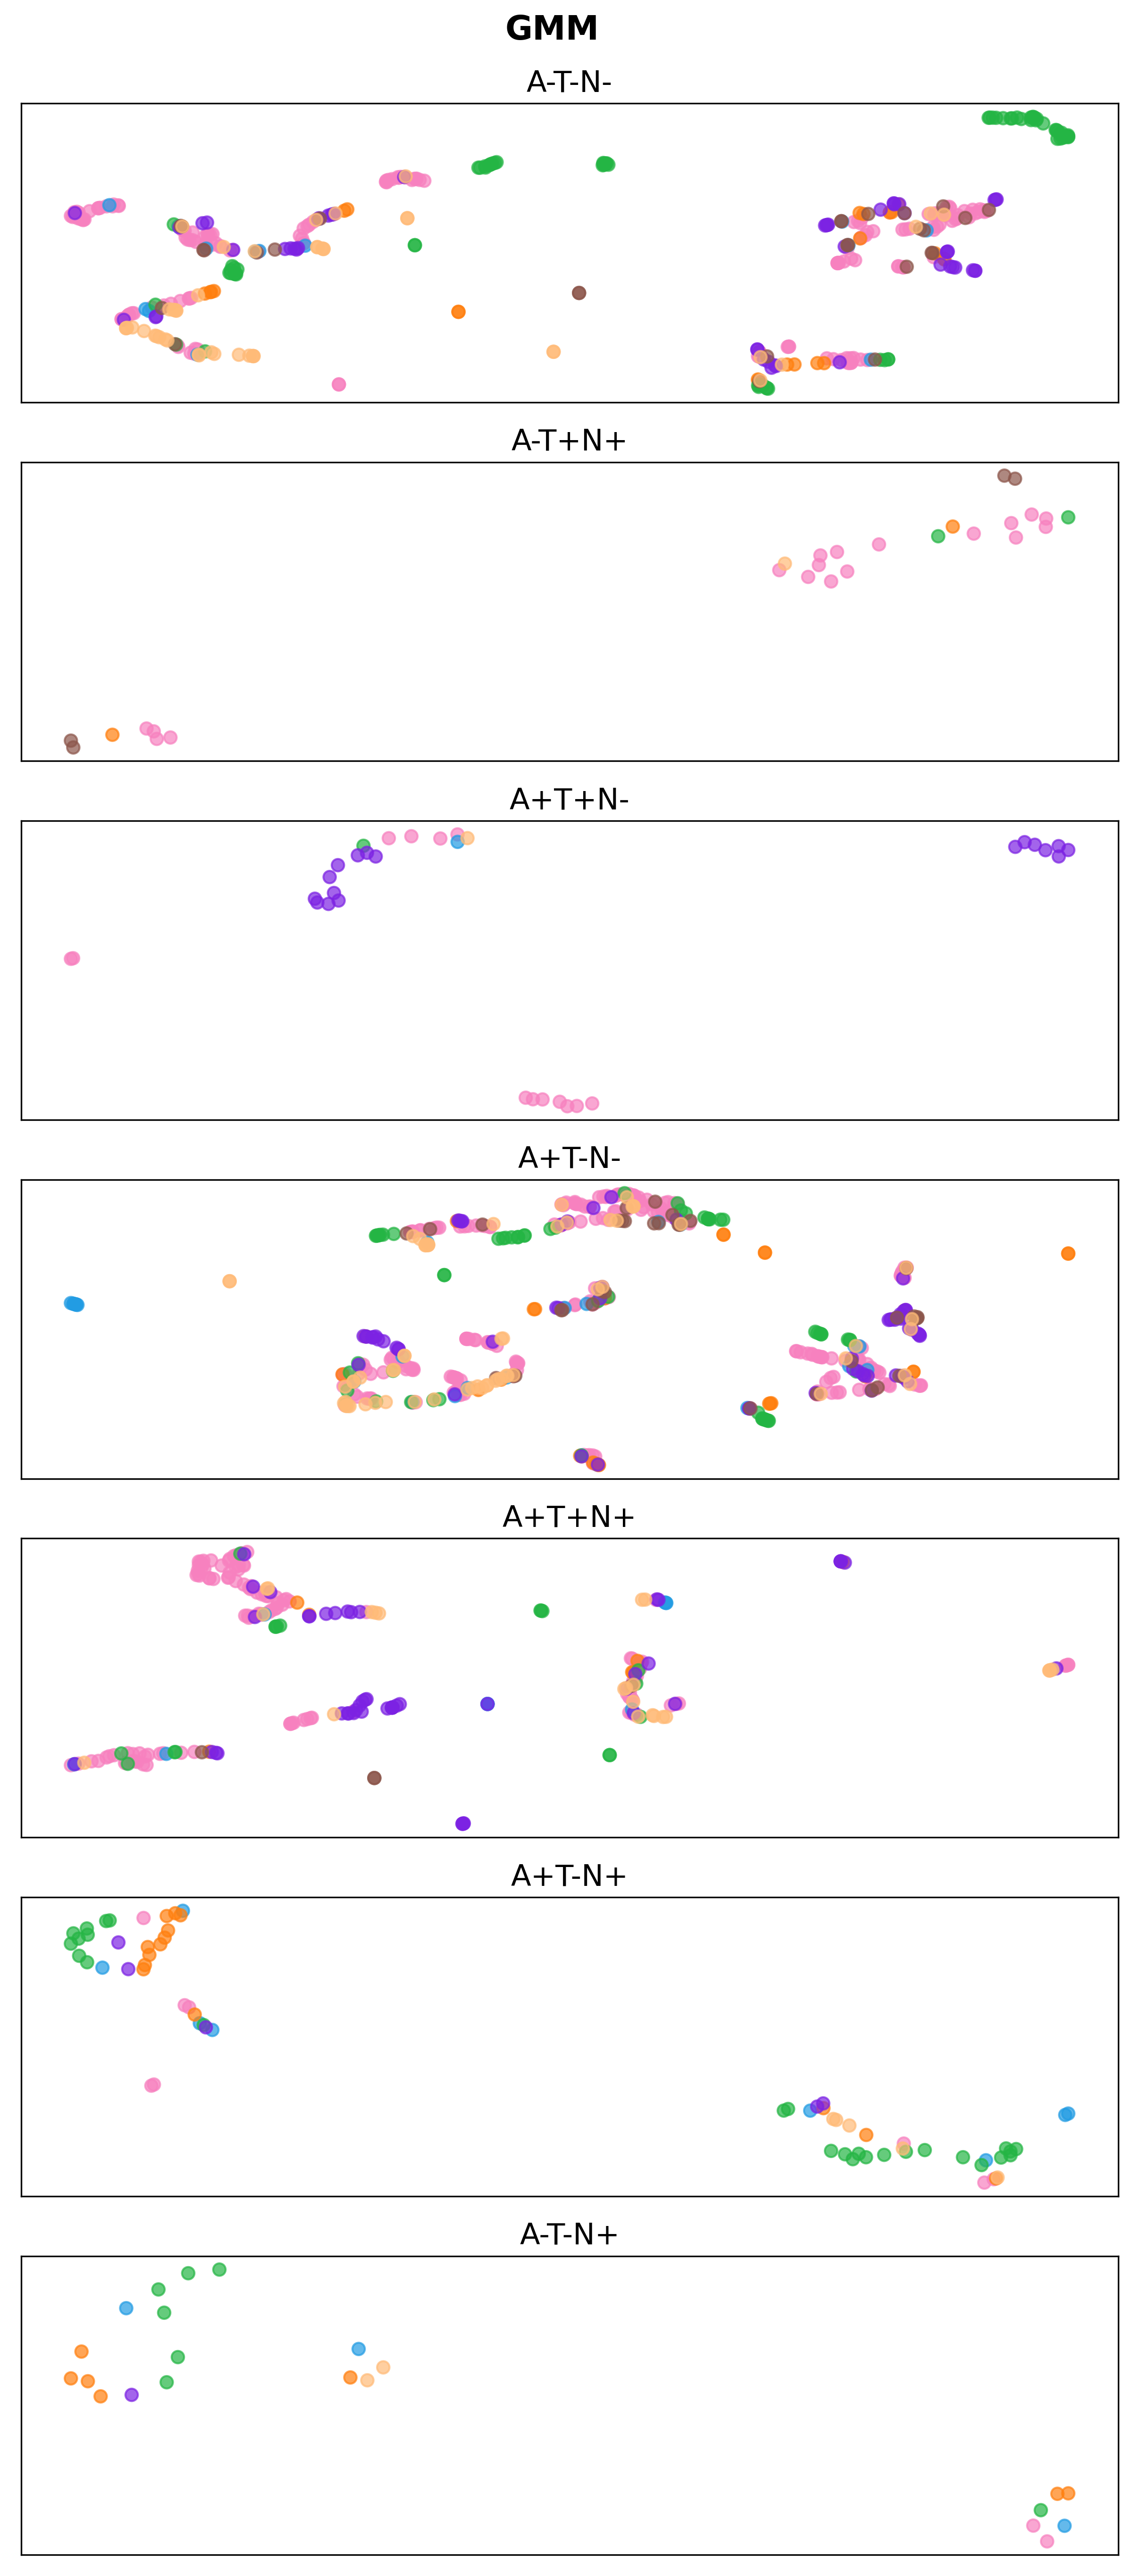 GMM
A-T-N-
A-T+N+
A+T+N-
A+T-N-
A+T+N+
A+T-N+
A-T-N+